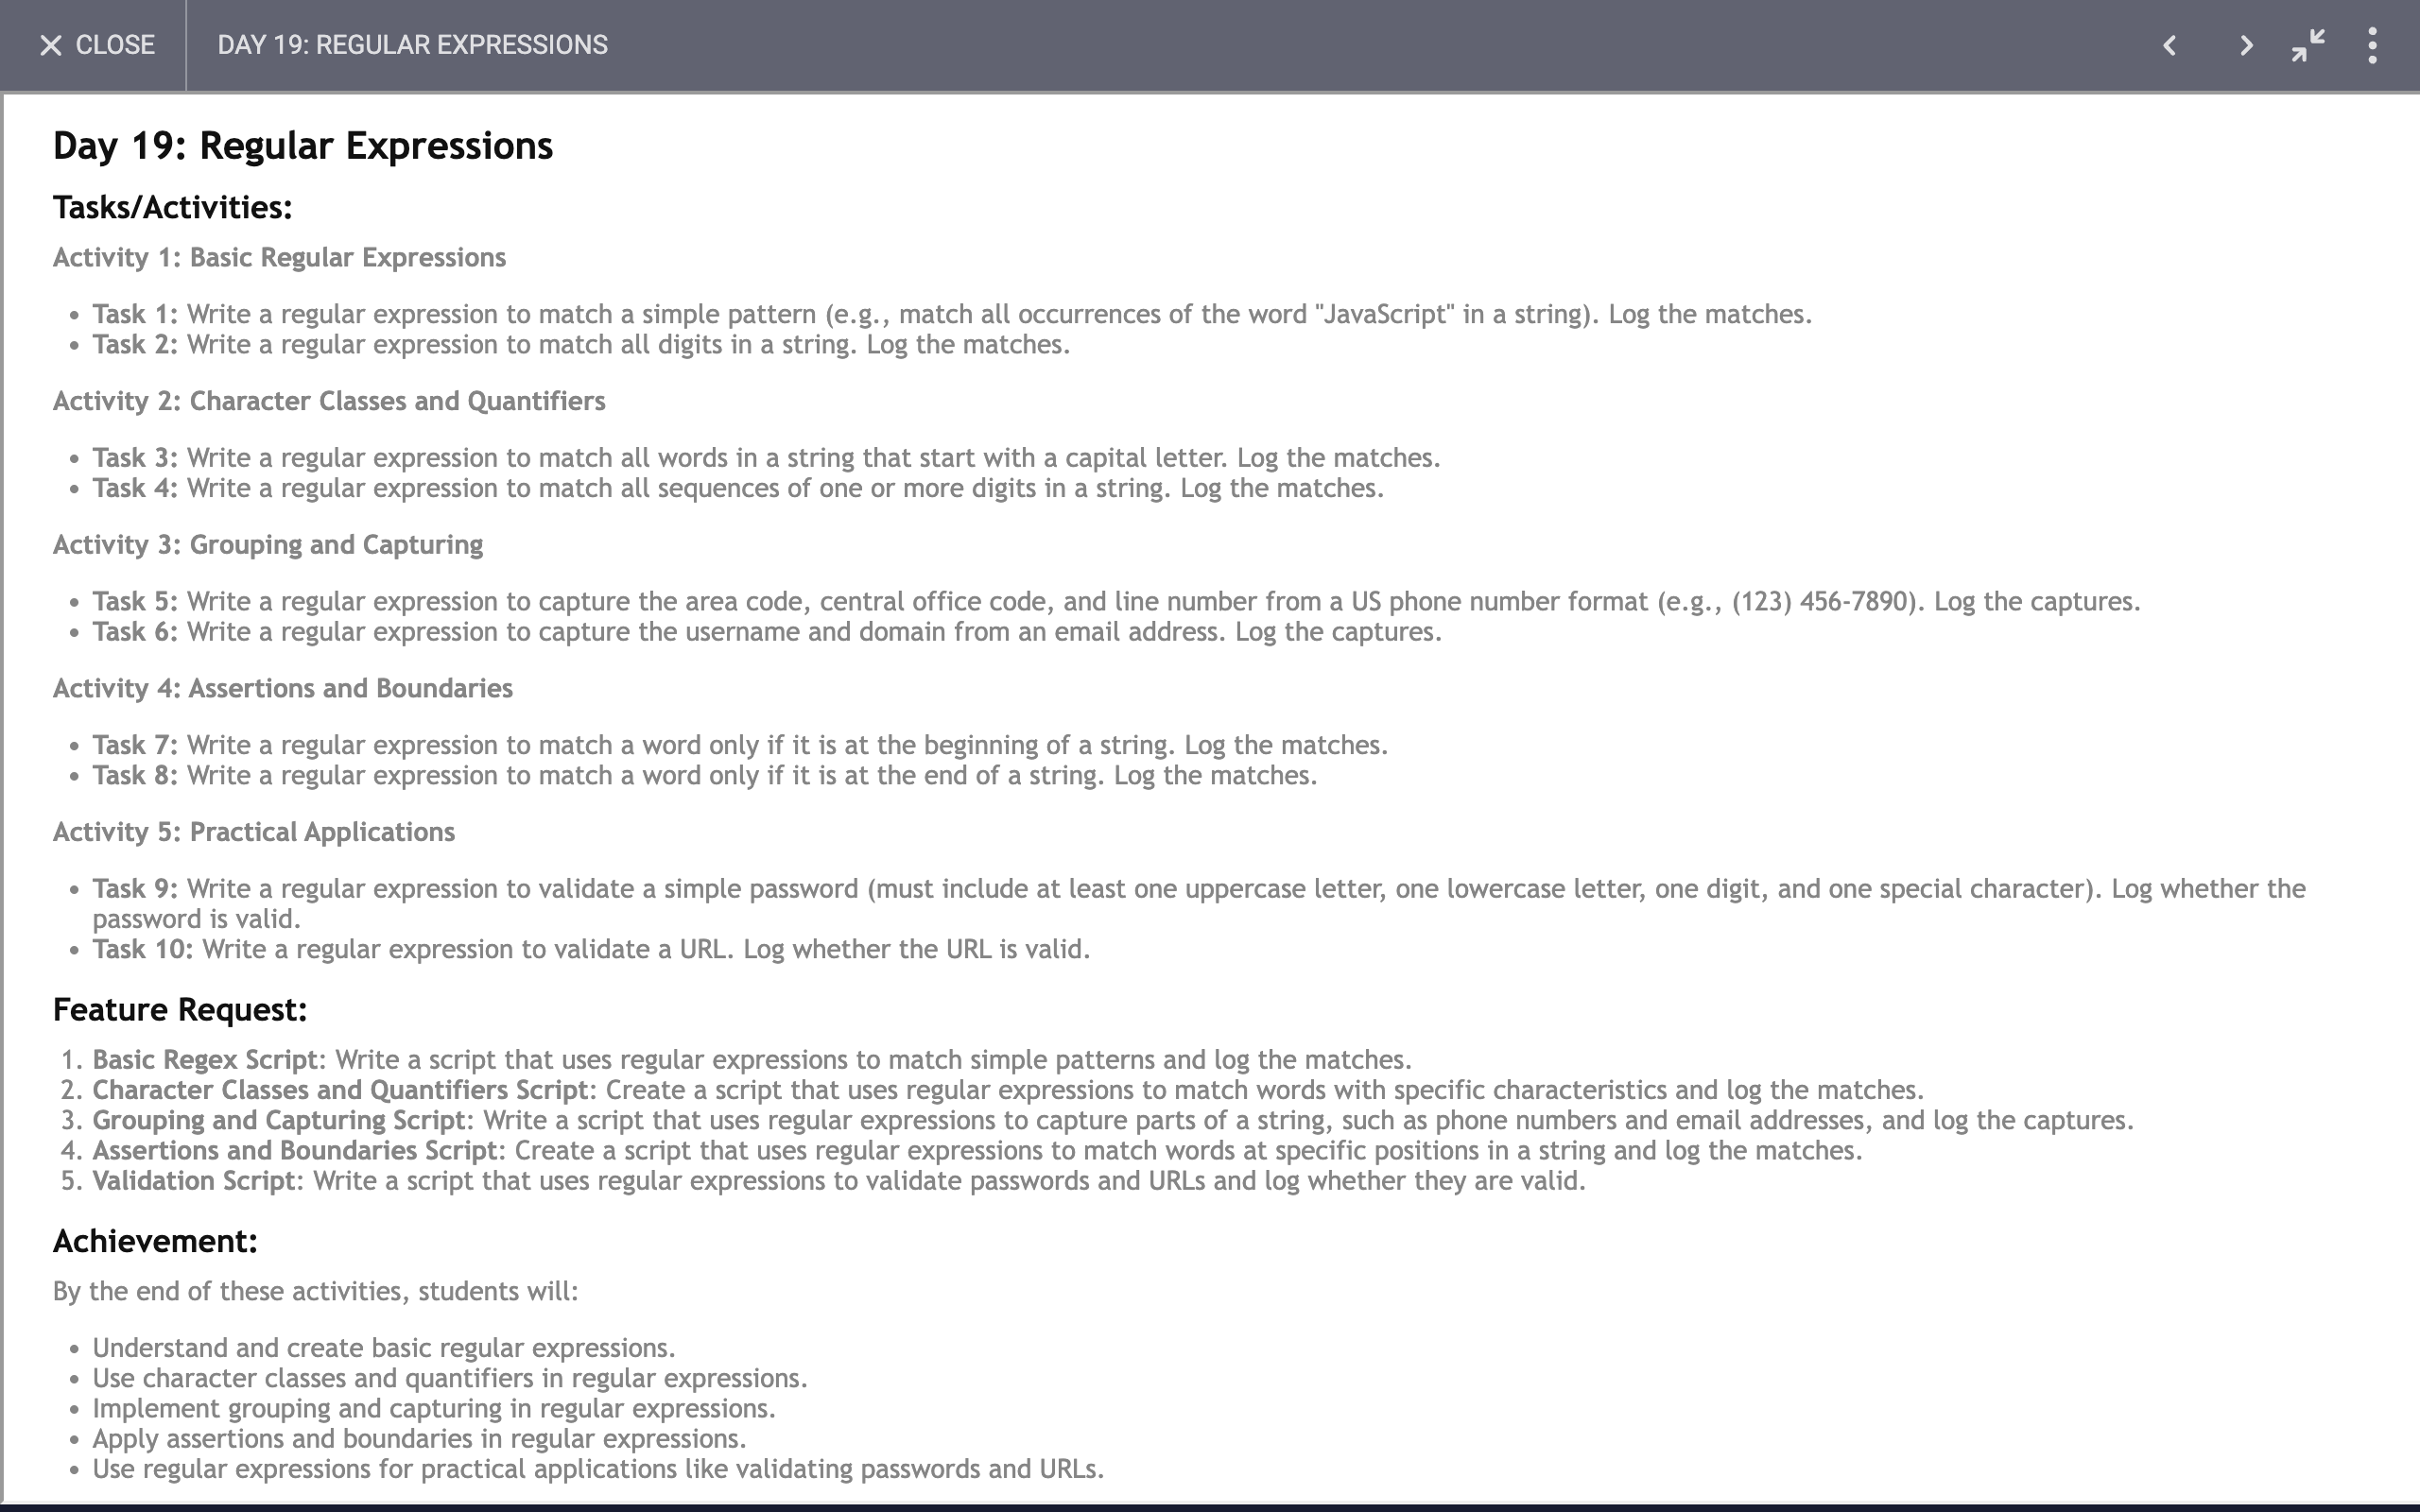 CLOSE
DAY 19: REGULAR EXPRESSIONS
Day 19: Regular Expressions
Tasks/Activities:
Activity 1: Basic Regular Expressions
• Task 1: Write a regular expression to match a simple pattern (e.g., match all occurrences of the word "JavaScript" in a string). Log the matches.
• Task 2: Write a regular expression to match all digits in a string. Log the matches.
Activity 2: Character Classes and Quantifiers
• Task 3: Write a regular expression to match all words in a string that start with a capital letter. Log the matches.
• Task 4: Write a regular expression to match all sequences of one or more digits in a string. Log the matches.
Activity 3: Grouping and Capturing
• Task 5: Write a regular expression to capture the area code, central office code, and line number from a US phone number format (e.g., (123) 456-7890). Log the captures.
• Task 6: Write a regular expression to capture the username and domain from an email address. Log the captures.
Activity 4: Assertions and Boundaries
• Task 7: Write a regular expression to match a word only if it is at the beginning of a string. Log the matches.
• Task 8: Write a regular expression to match a word only if it is at the end of a string. Log the matches.
Activity 5: Practical Applications
• Task 9: Write a regular expression to validate a simple password (must include at least one uppercase letter, one lowercase letter, one digit, and one special character). Log whether the
password is valid.
• Task 10: Write a regular expression to validate a URL. Log whether the URL is valid.
Feature Request:
1. Basic Regex Script: Write a script that uses regular expressions to match simple patterns and log the matches.
2. Character Classes and Quantifiers Script: Create a script that uses regular expressions to match words with specific characteristics and log the matches.
3. Grouping and Capturing Script: Write a script that uses regular expressions to capture parts of a string, such as phone numbers and email addresses, and log the captures.
4. Assertions and Boundaries Script: Create a script that uses regular expressions to match words at specific positions in a string and log the matches.
5. Validation Script: Write a script that uses regular expressions to validate passwords and URLs and log whether they are valid.
Achievement:
By the end of these activities, students will:
• Understand and create basic regular expressions.
• Use character classes and quantifiers in regular expressions.
• Implement grouping and capturing in regular expressions.
• Apply assertions and boundaries in regular expressions.
• Use regular expressions for practical applications like validating passwords and URLs.